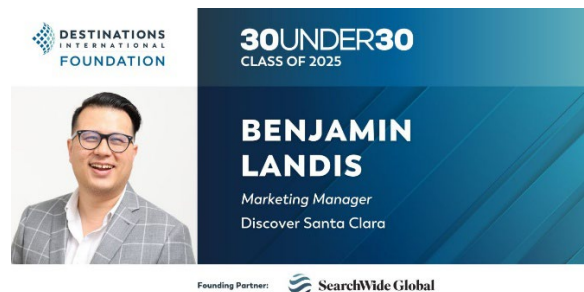 DESTINATIONS
INTERNATIONAL
FOUNDATION
30UNDER30
CLASS OF 2025
BENJAMIN
LANDIS
Marketing Manager
Discover Santa Clara
Founding Partner:
SearchWide Global